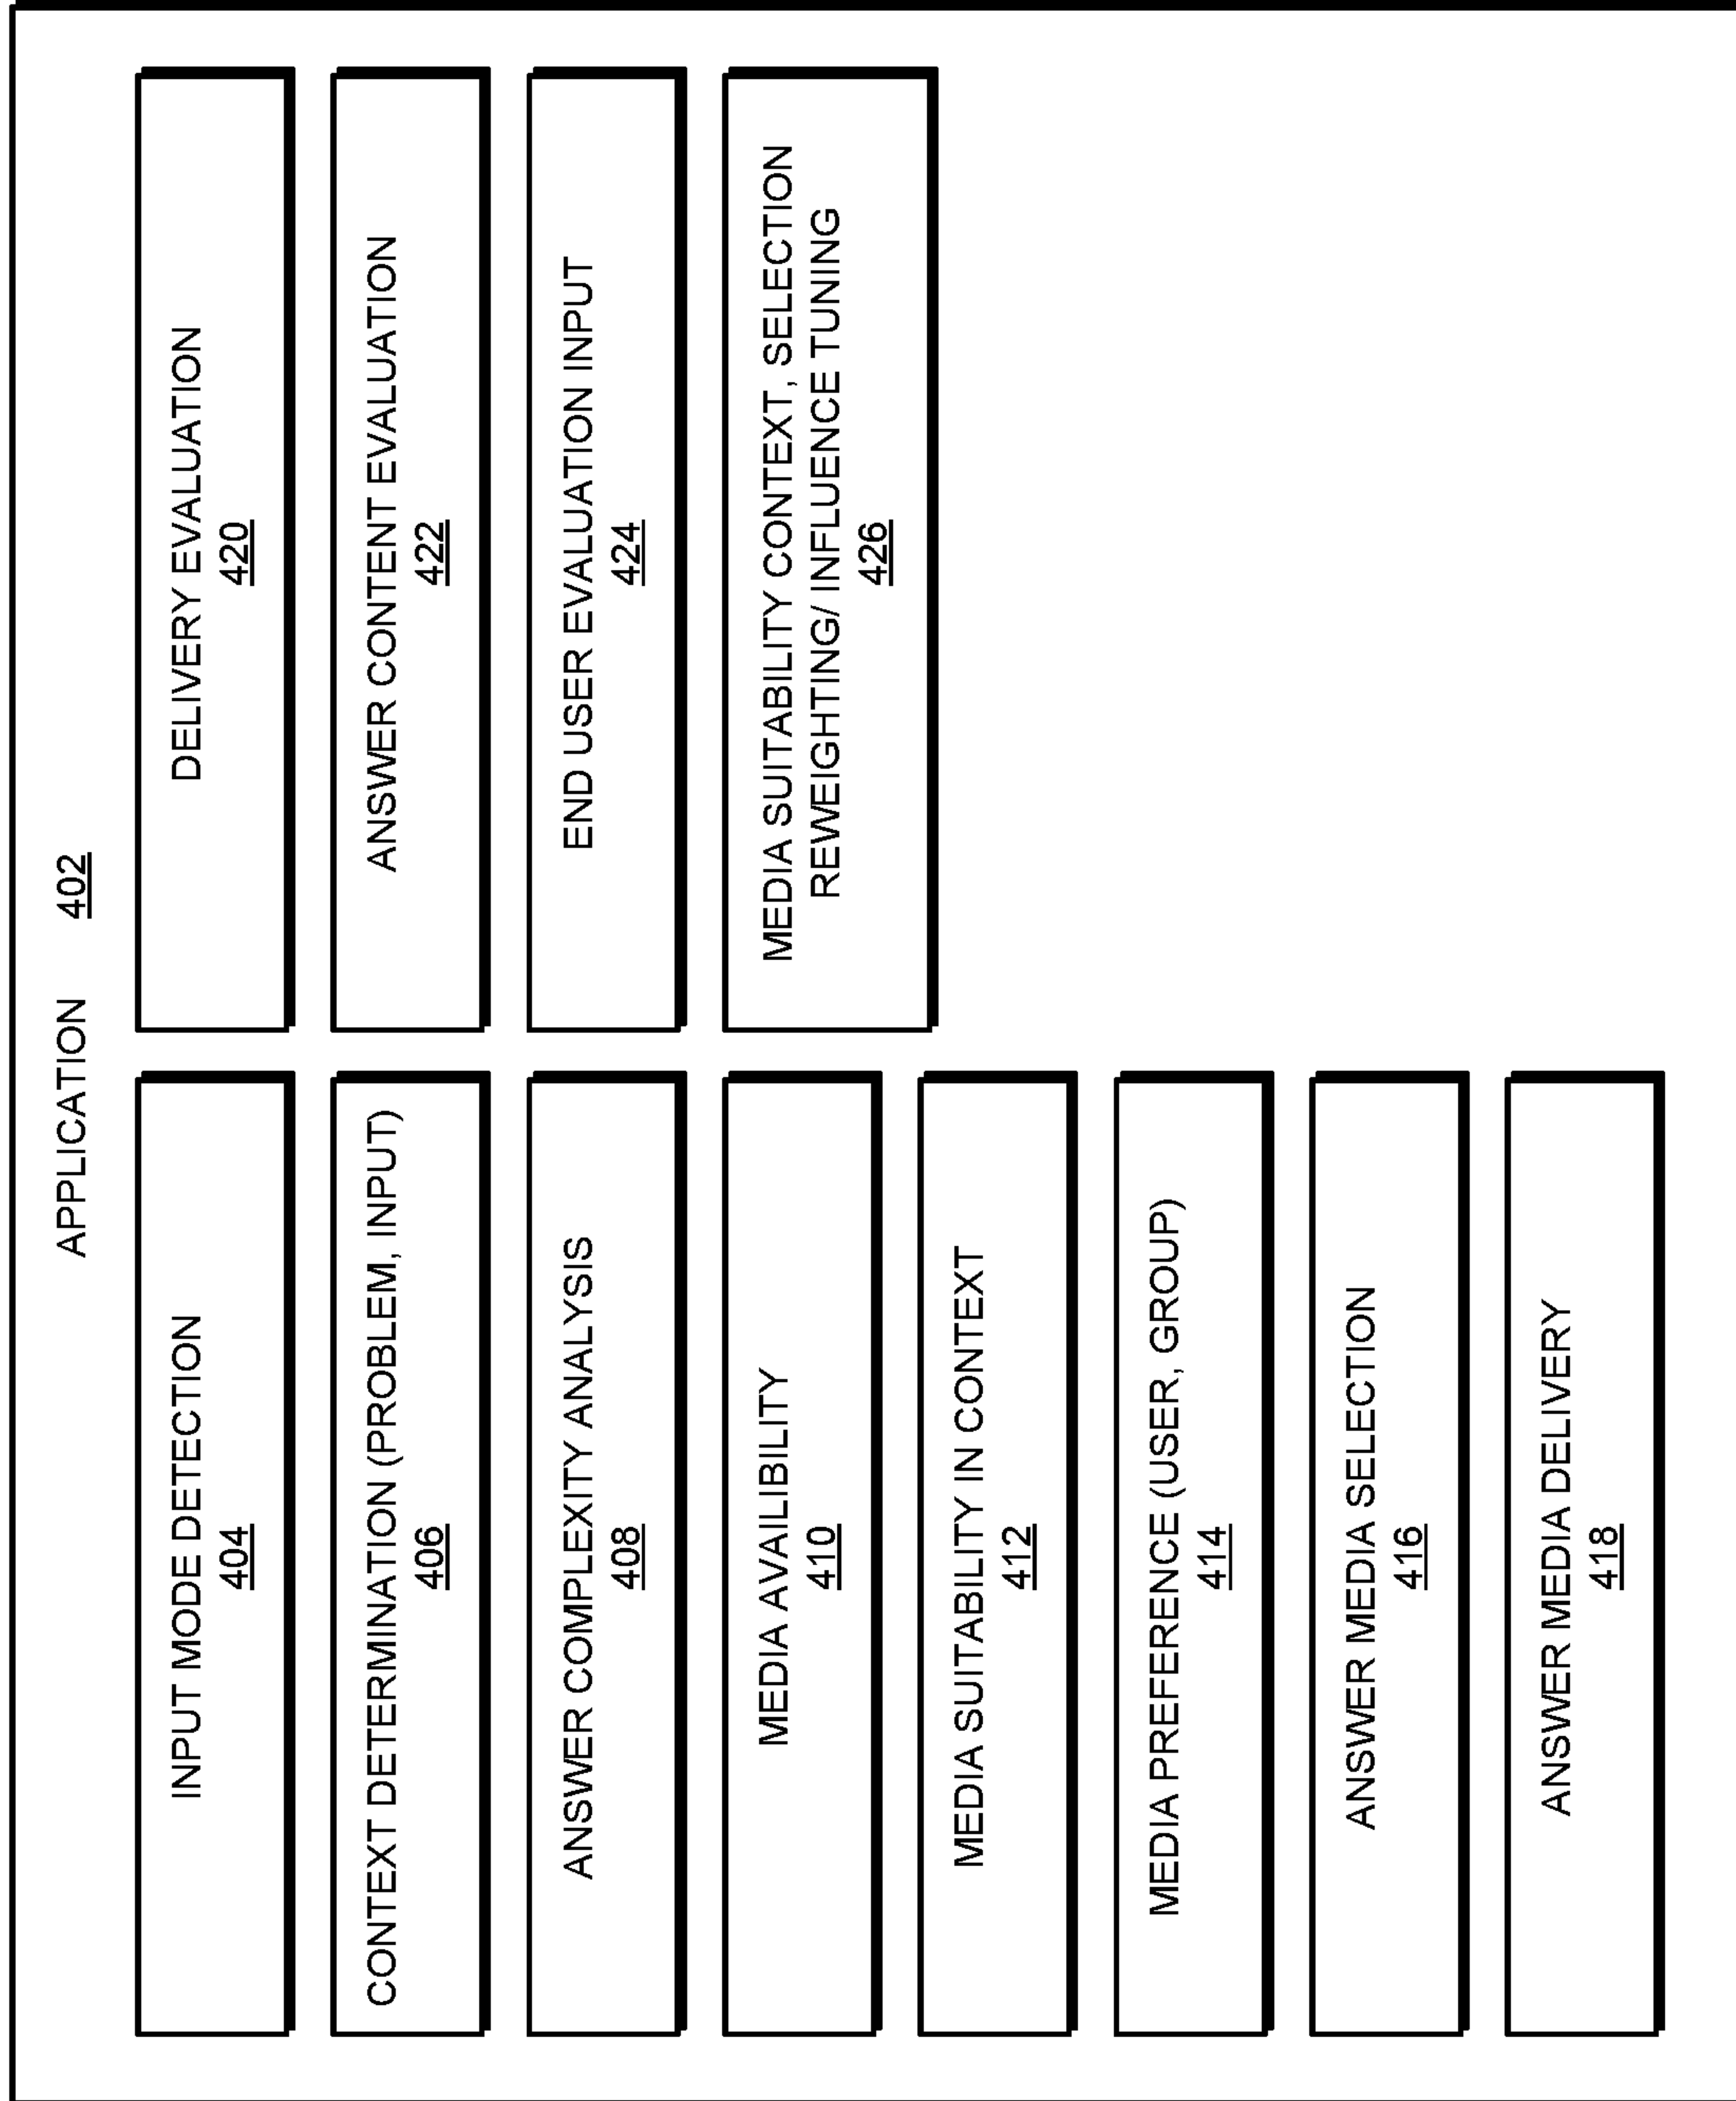 APPLICATION 402
INPUT MODE DETECTION
404
CONTEXT DETERMINATION (PROBLEM, INPUT)
406
ANSWER COMPLEXITY ANALYSIS
408
MEDIA AVAILIBILITY
410
MEDIA SUITABILITY IN CONTEXT
412
MEDIA PREFERENCE (USER, GROUP)
414
ANSWER MEDIA SELECTION
416
ANSWER MEDIA DELIVERY
418
DELIVERY EVALUATION
420
ANSWER CONTENT EVALUATION
422
END USER EVALUATION INPUT
424
MEDIA SUITABILITY CONTEXT, SELECTION
REWEIGHTING/ INFLUENCE TUNING
426